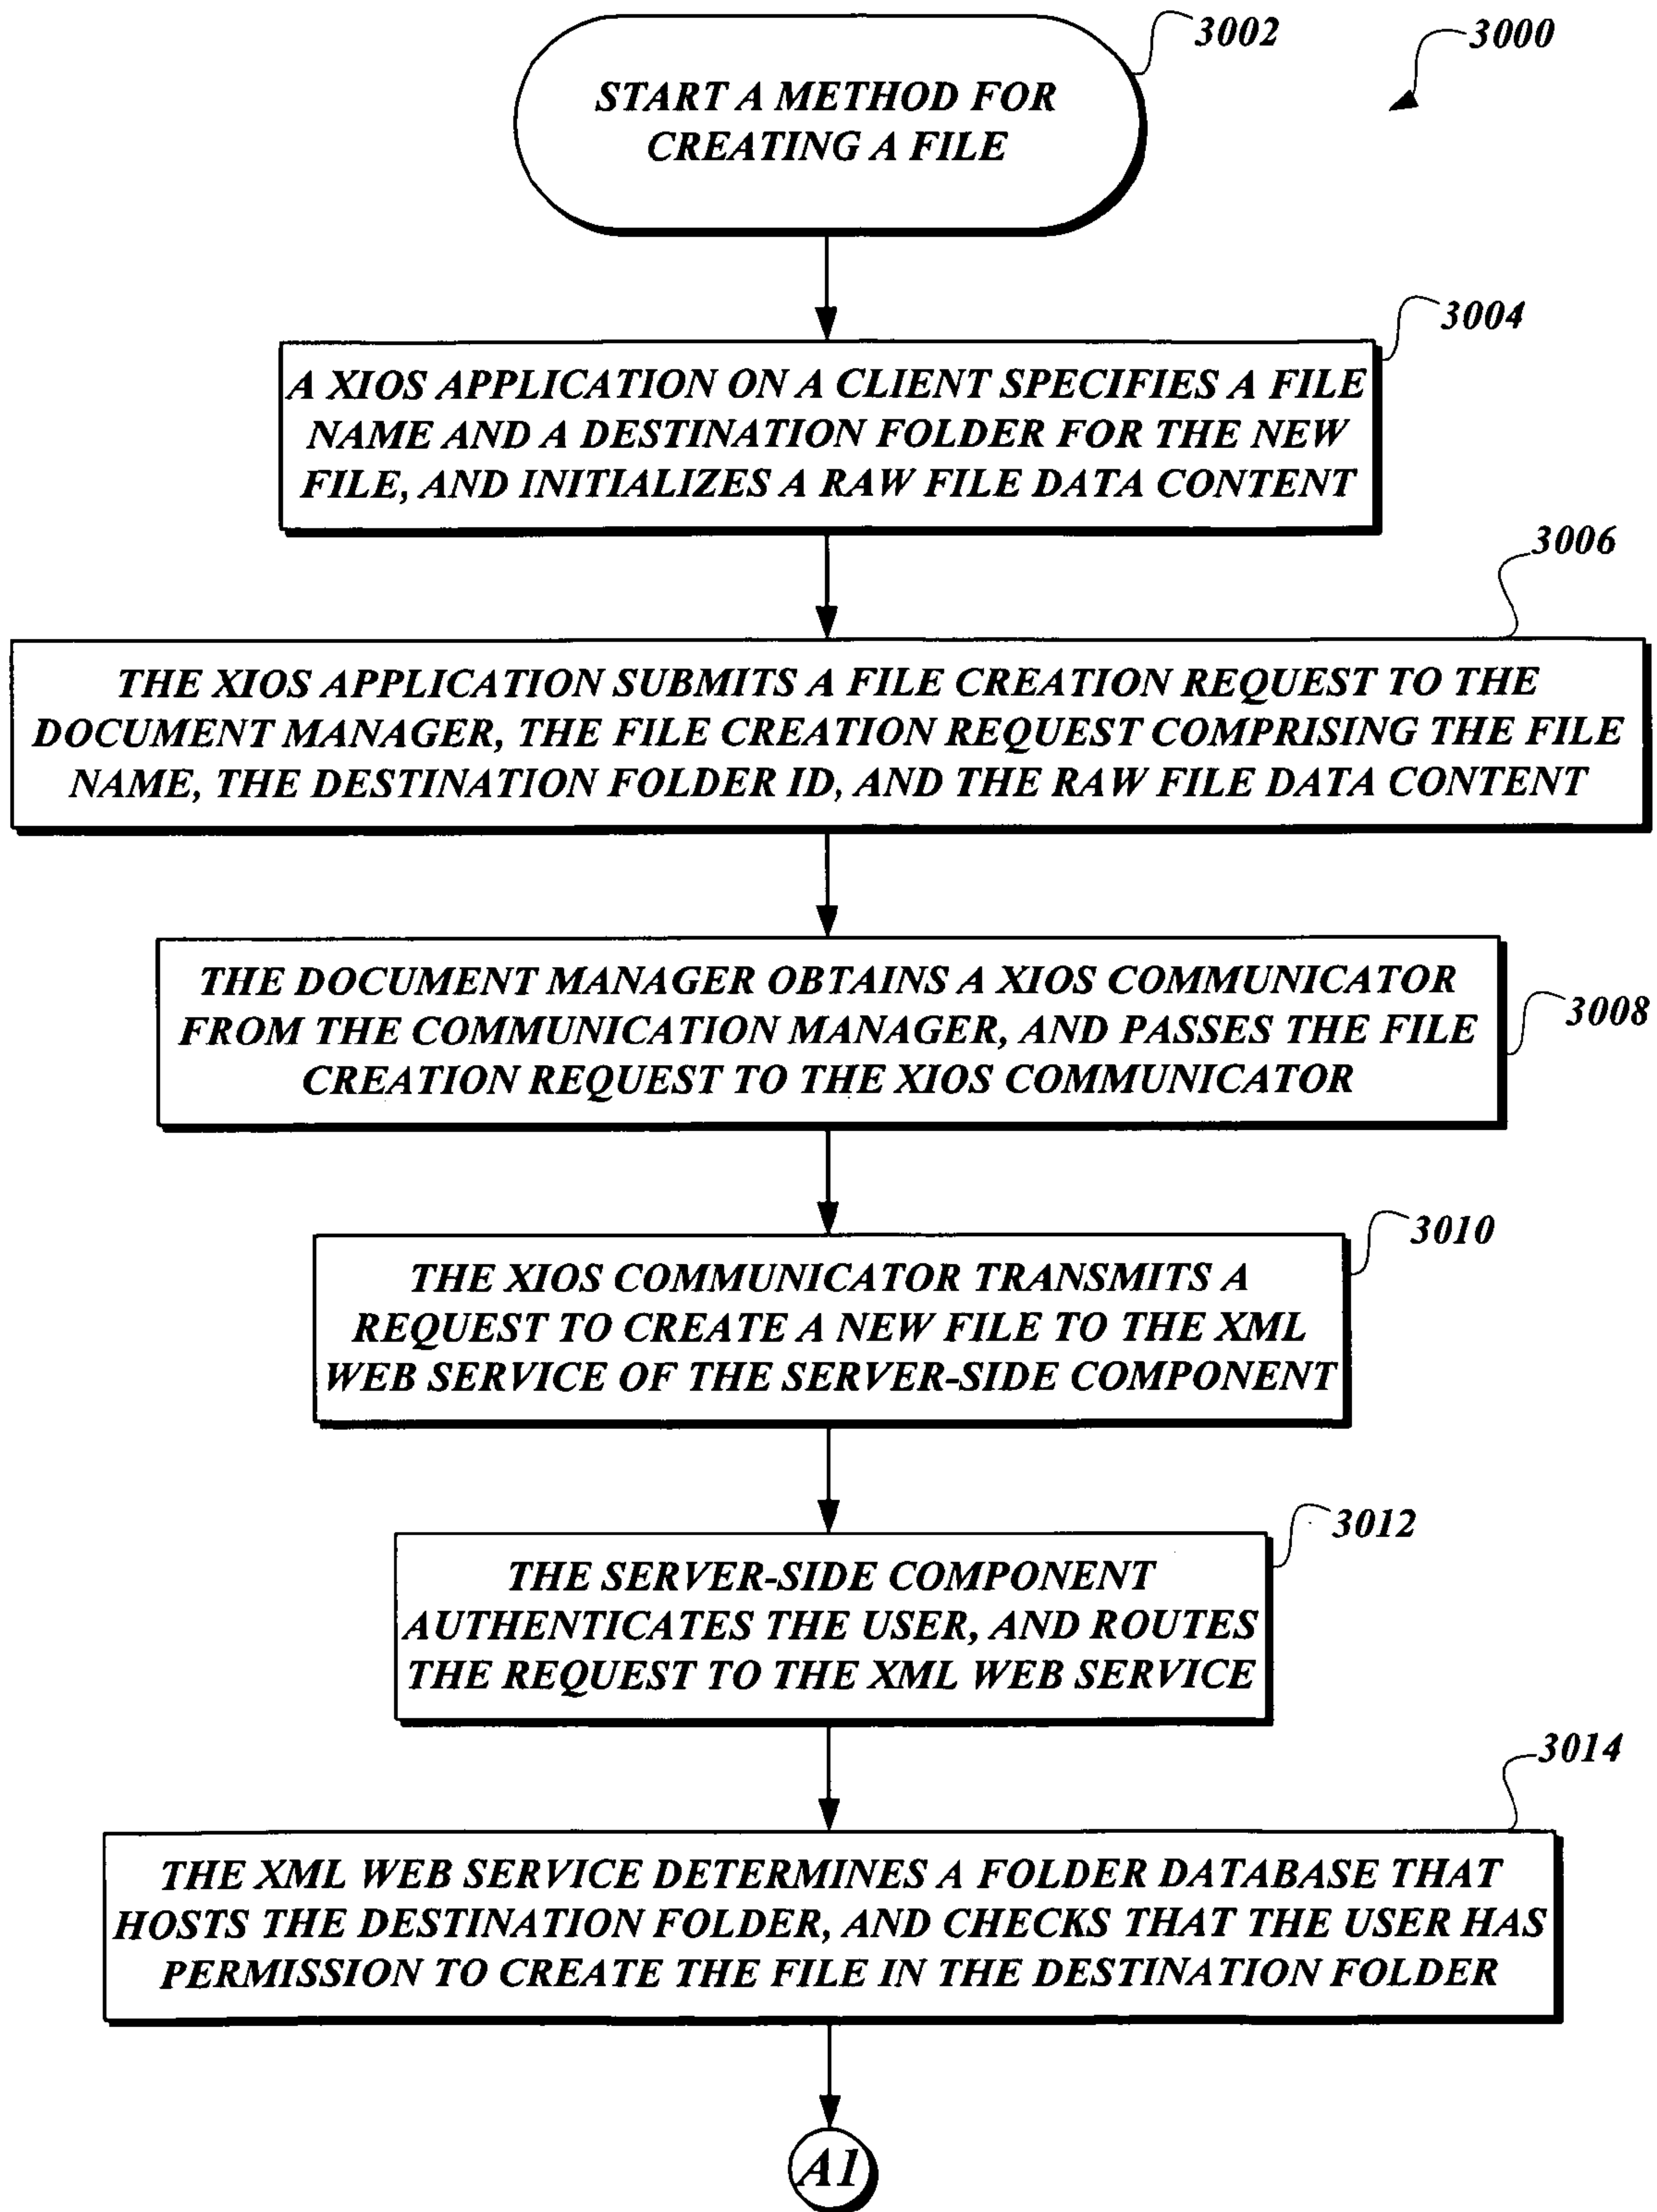 3002
3000
START A METHOD FOR
CREATING A FILE
3004
A XIOS APPLICATION ON A CLIENT SPECIFIES A FILE
NAME AND A DESTINATION FOLDER FOR THE NEW
FILE, AND INITIALIZES A RAW FILE DATA CONTENT
3006
THE XIOS APPLICATION SUBMITS A FILE CREATION REQUEST TO THE
DOCUMENT MANAGER, THE FILE CREATION REQUEST COMPRISING THE FILE
NAME, THE DESTINATION FOLDER ID, AND THE RAW FILE DATA CONTENT
THE DOCUMENT MANAGER OBTAINS A XIOS COMMUNICATOR
FROM THE COMMUNICATION MANAGER, AND PASSES THE FILE
CREATION REQUEST TO THE XIOS COMMUNICATOR
3008
3010
THE XIOS COMMUNICATOR TRANSMITS A
REQUEST TO CREATE A NEW FILE TO THE XML
WEB SERVICE OF THE SERVER-SIDE COMPONENT
3012
THE SERVER-SIDE COMPONENT
AUTHENTICATES THE USER, AND ROUTES
THE REQUEST TO THE XML WEB SERVICE
3014
THE XML WEB SERVICE DETERMINES A FOLDER DATABASE THAT
HOSTS THE DESTINATION FOLDER, AND CHECKS THAT THE USER HAS
PERMISSION TO CREATE THE FILE IN THE DESTINATION FOLDER
A1